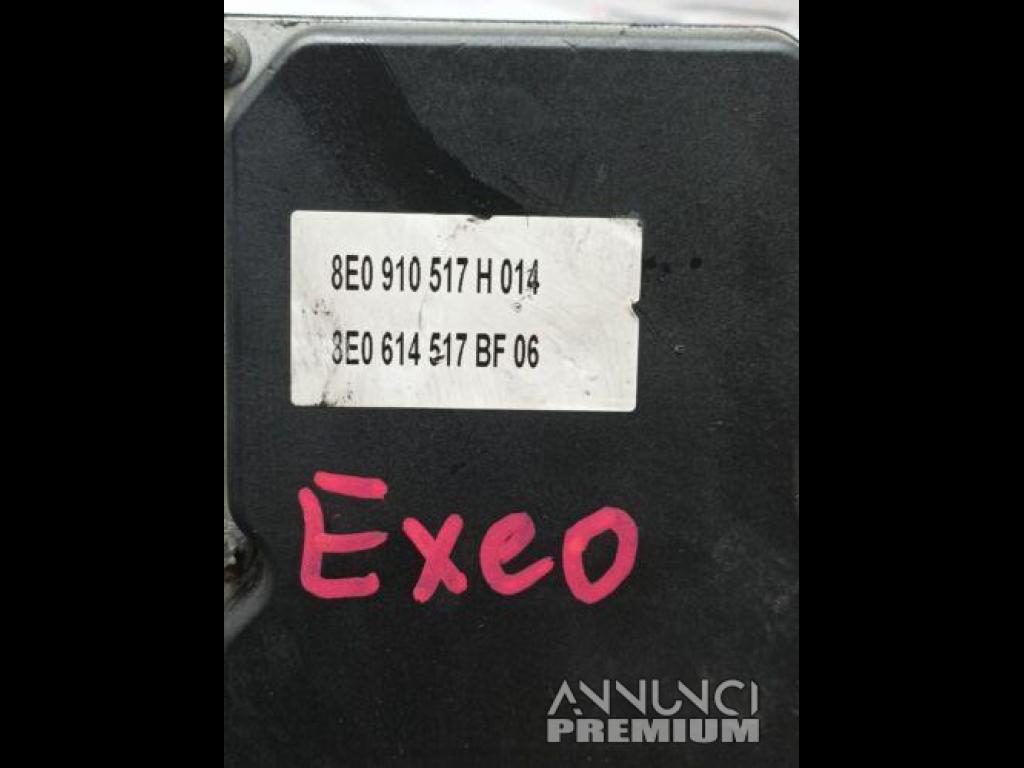 8E0 910 517 H 014
8E0 614 517 BF 06
Exeo
ANNUNCI
PREMIUM